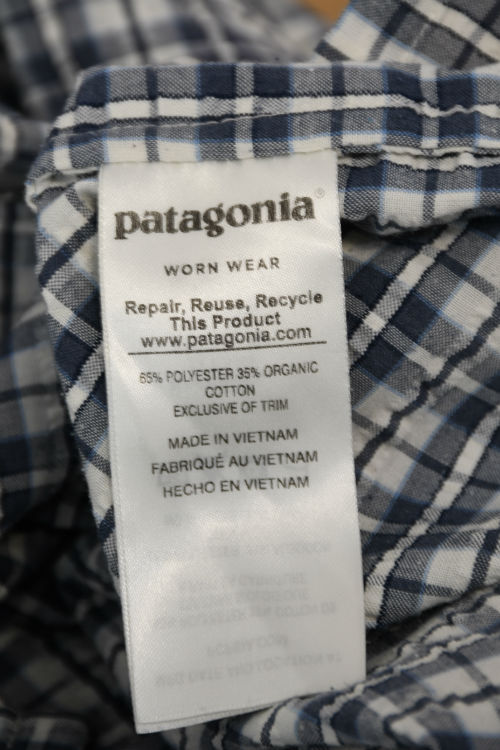 patagonia®
WORN WEAR
Repair, Reuse, Recycle
This Product
www.patagonia.com
65% POLYESTER 35% ORGANIC
COTTON
EXCLUSIVE OF TRIM
MADE IN VIETNAM
FABRIQUÉ AU VIETNAM
HECHO EN VIETNAM